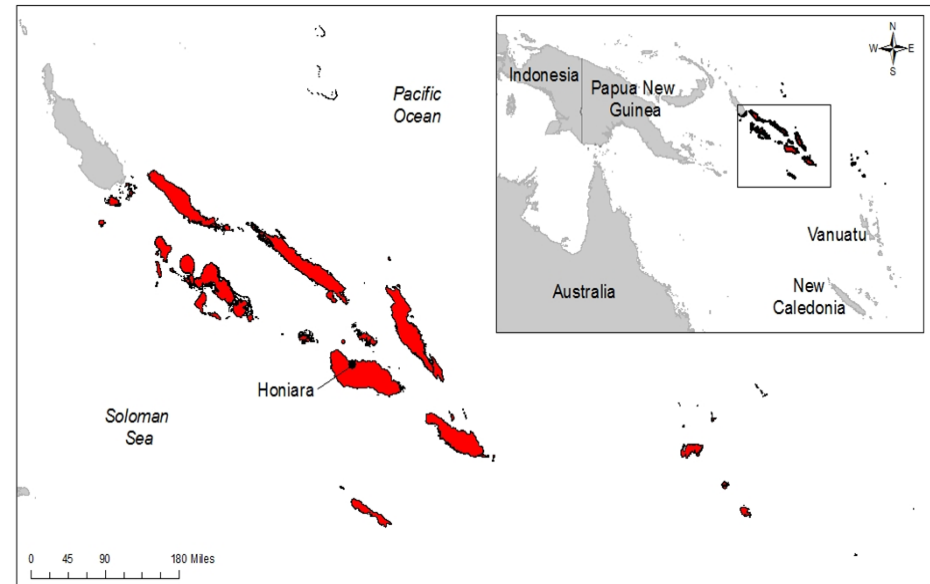 Pacific
Ocean
Honiara
Soloman
Sea
0 45 90 180 Miles
N
W E
S
Indonesia
Papua New
Guinea
Vanuatu
New
Caledonia
Australia